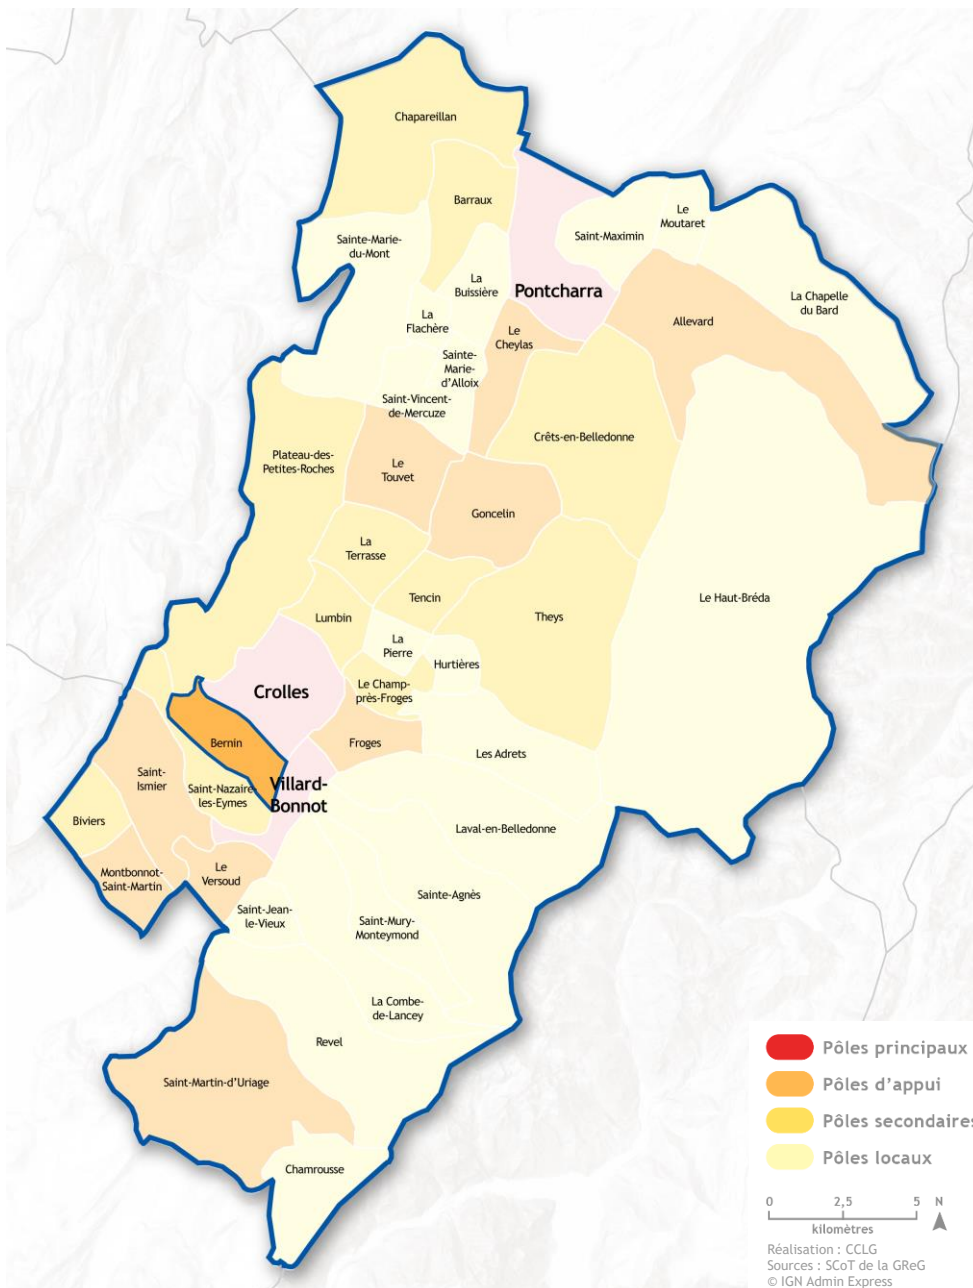 Chapareillan
Barraux
Le
Moutaret
Saint-Maximin
Sainte-Marie-
du-Mont
La
Buissière
Pontcharra
La Chapelle
du Bard
La
Flachère
Allevard
Le
Cheylas
Sainte-
Marie-
d'Alloix
Saint-Vincent-
de-Mercuze
Crêts-en-Belledonne
Plateau-des-
Petites-Roches
Le
Touvet
Goncelin
La
Terrasse
Tencin
Le Haut-Bréda
Lumbin
Theys
La
Pierre
Hurtières
Crolles
Le Champ-
près-Froges
Bernin
Froges
Les Adrets
Saint-
Ismier
Saint-Nazaire-
les-Eymes
Villard-
Bonnot
Biviers
Laval-en-Belledonne
Montbonnot-
Saint-Martin
Le
Versoud
Sainte-Agnès
Saint-Jean-
le-Vieux
Saint-Mury-
Monteymond
La Combe-
de-Lancey
Revel
Saint-Martin-d'Uriage
Chamrousse
Pôles principaux
Pôles d'appui
Pôles secondaires
Pôles locaux
0 2,5 5 N
kilomètres
Réalisation : CCLG
Sources : SCoT de la GReG
© IGN Admin Express